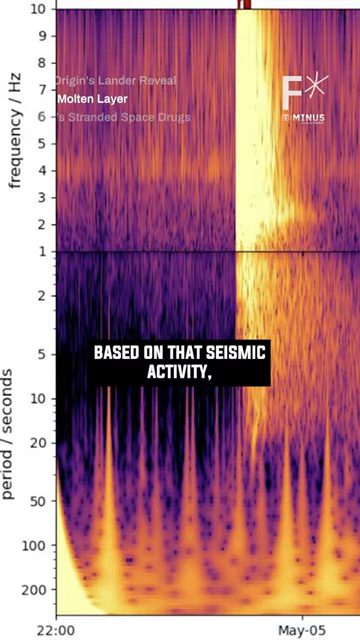 10
9
8
7
6
5
4
3
2
1
frequency / Hz
Origin's Lander Reveal
Molten Layer
's Stranded Space Drugs
F*
MINUS
BASED ON THAT SEISMIC
ACTIVITY,
2
5
10
20
50
100
200
period / seconds
22:00
May-05